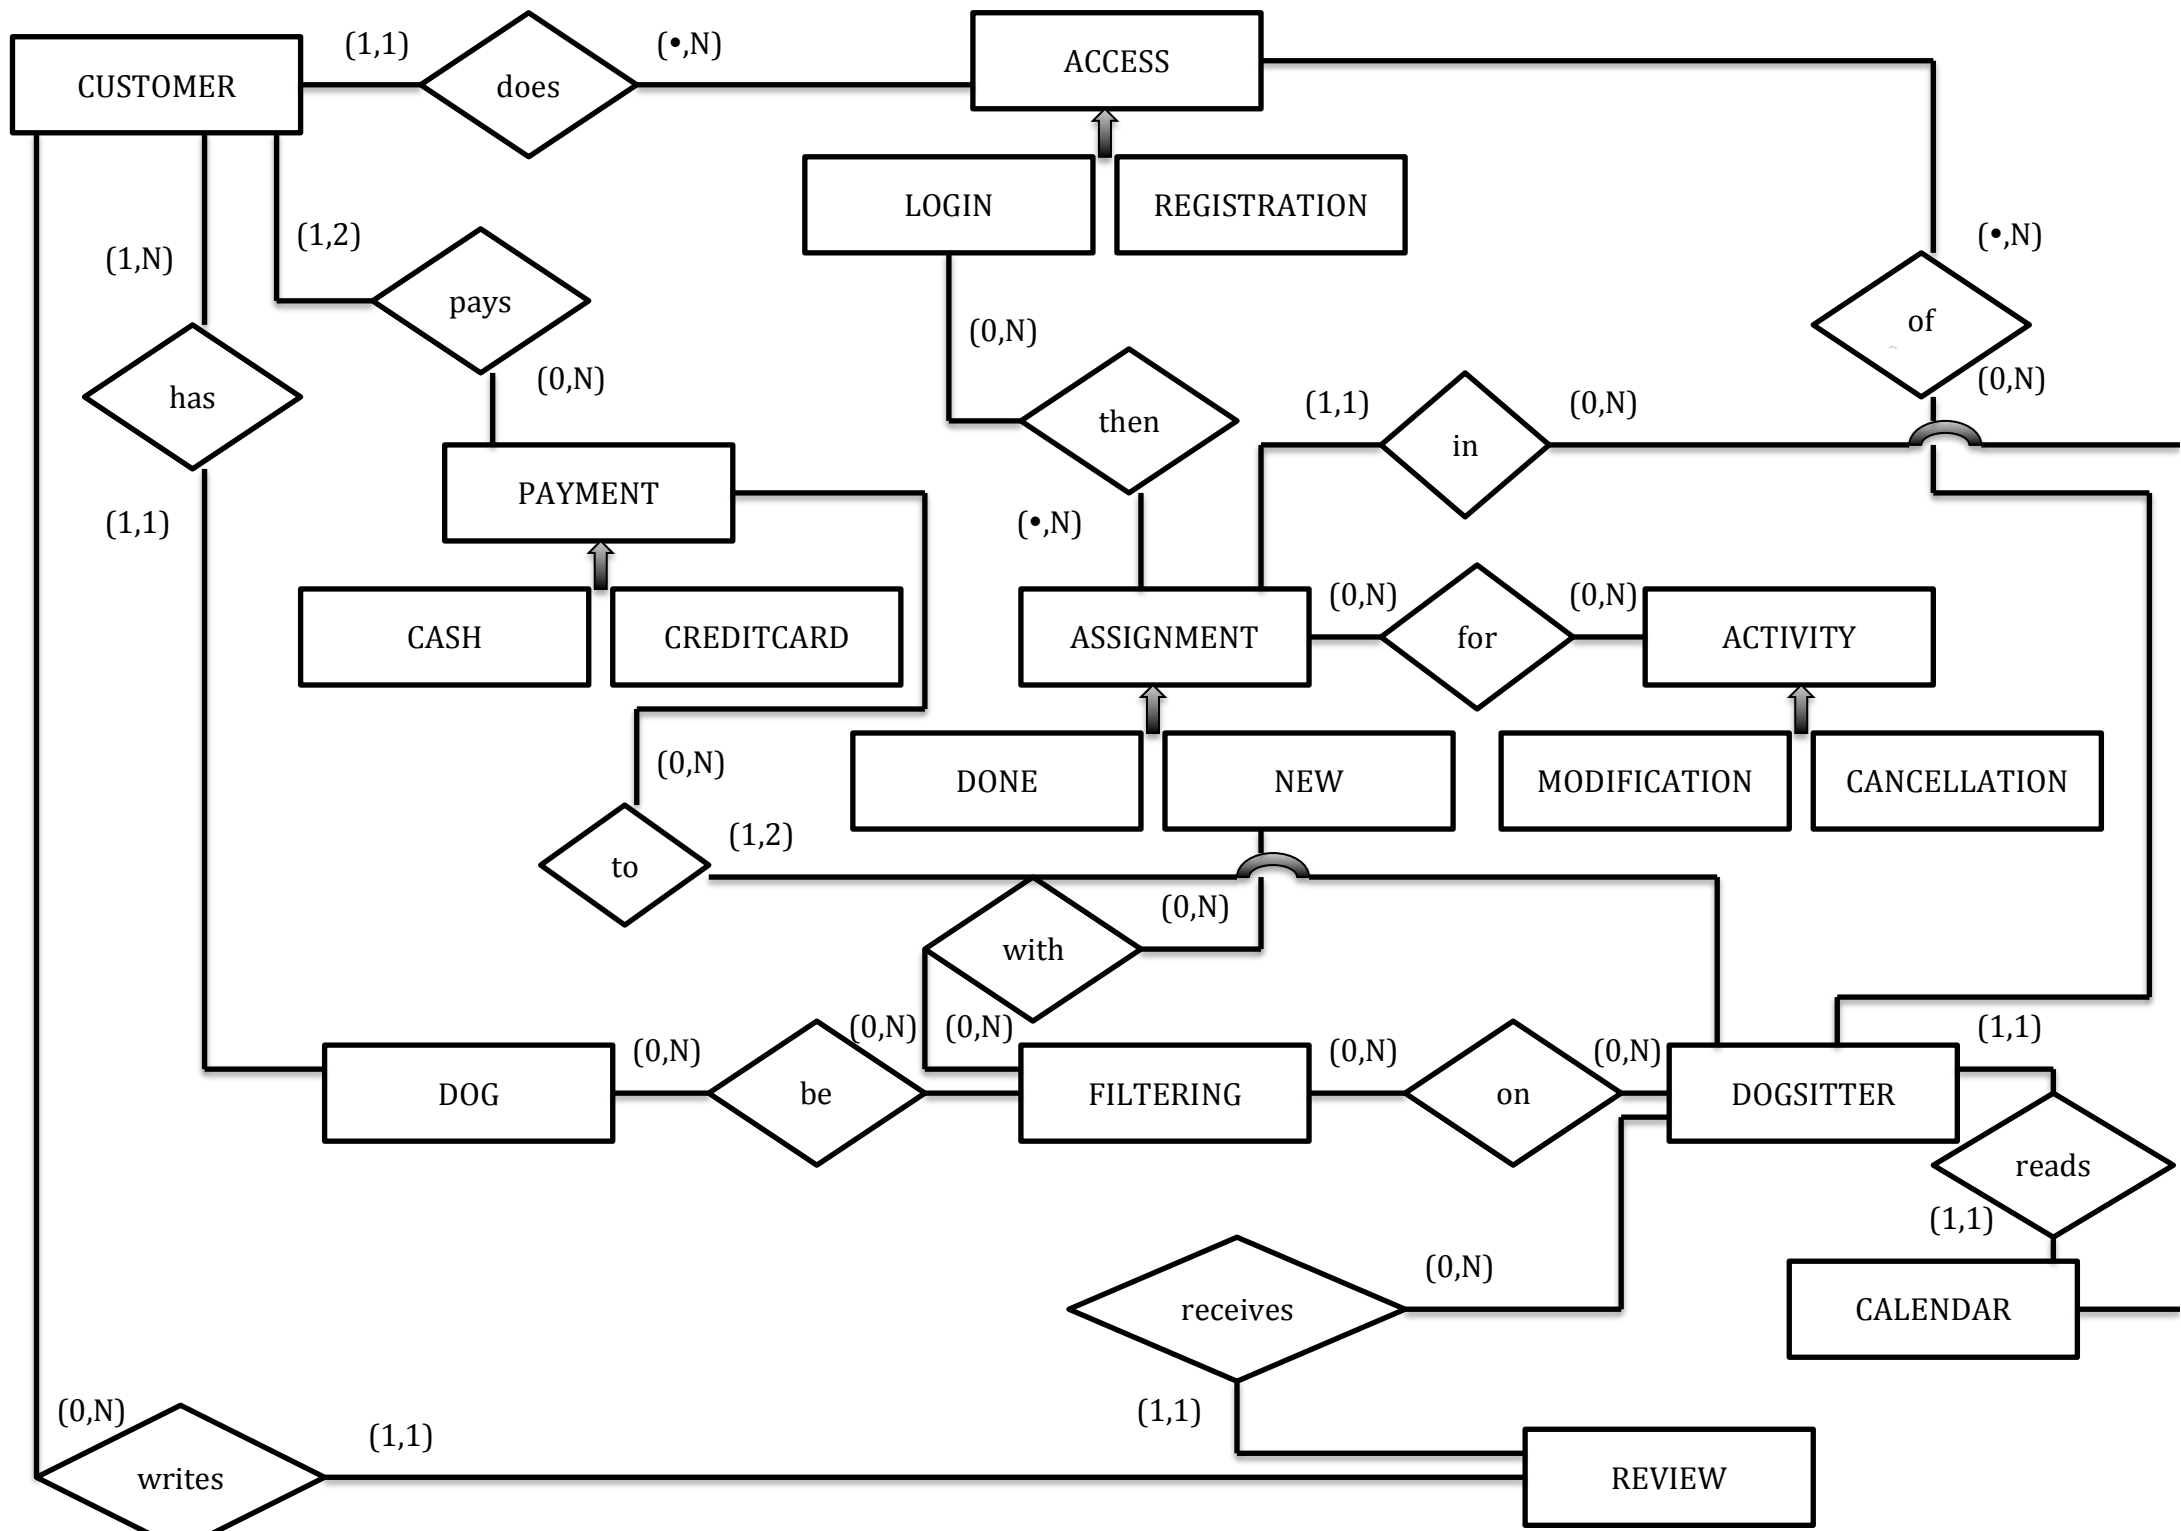 (1,1)
(•,N)
ACCESS
CUSTOMER
does
LOGIN
REGISTRATION
(1,2)
(•,N)
(1,N)
pays
of
(0,N)
(0,N)
(0,N)
has
then
(1,1)
(0,N)
in
PAYMENT
(1,1)
(•,N)
(0,N)
(0,N)
CASH
CREDITCARD
ASSIGNMENT
for
ACTIVITY
(0,N)
DONE
NEW
MODIFICATION
CANCELLATION
(1,2)
to
(0,N)
with
(0,N)
(0,N)
(1,1)
(0,N)
(0,N)
(0,N)
DOG
be
FILTERING
on
DOGSITTER
reads
(1,1)
(0,N)
receives
CALENDAR
(0,N)
(1,1)
(1,1)
writes
REVIEW